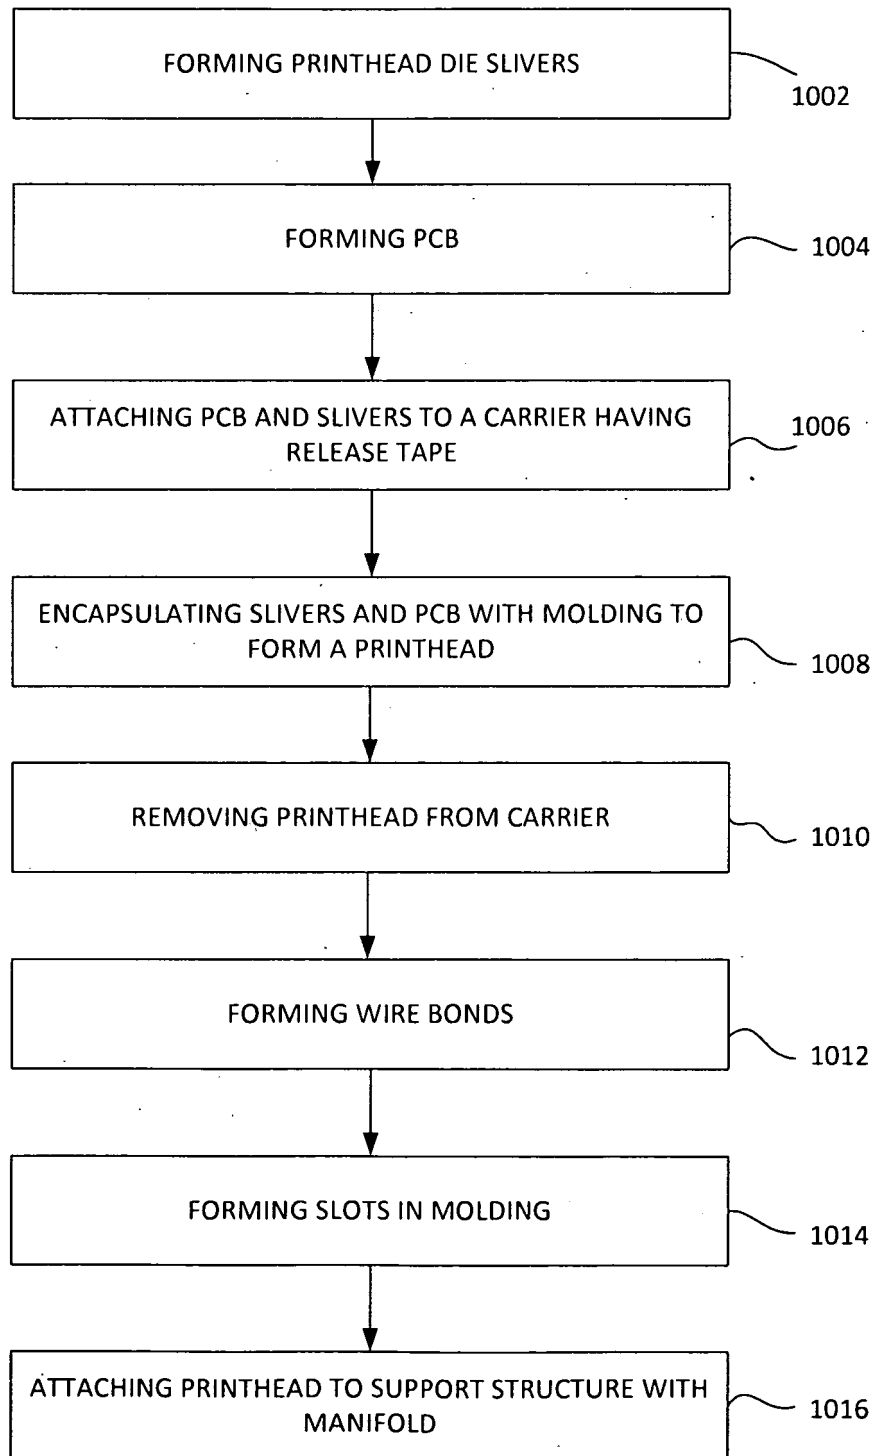 FORMING PRINTHEAD DIE SLIVERS
1002
FORMING PCB
1004
ATTACHING PCB AND SLIVERS TO A CARRIER HAVING
RELEASE TAPE
1006
ENCAPSULATING SLIVERS AND PCB WITH MOLDING TO
FORM A PRINTHEAD
1008
REMOVING PRINTHEAD FROM CARRIER
1010
FORMING WIRE BONDS
1012
FORMING SLOTS IN MOLDING
1014
ATTACHING PRINTHEAD TO SUPPORT STRUCTURE WITH
MANIFOLD
1016